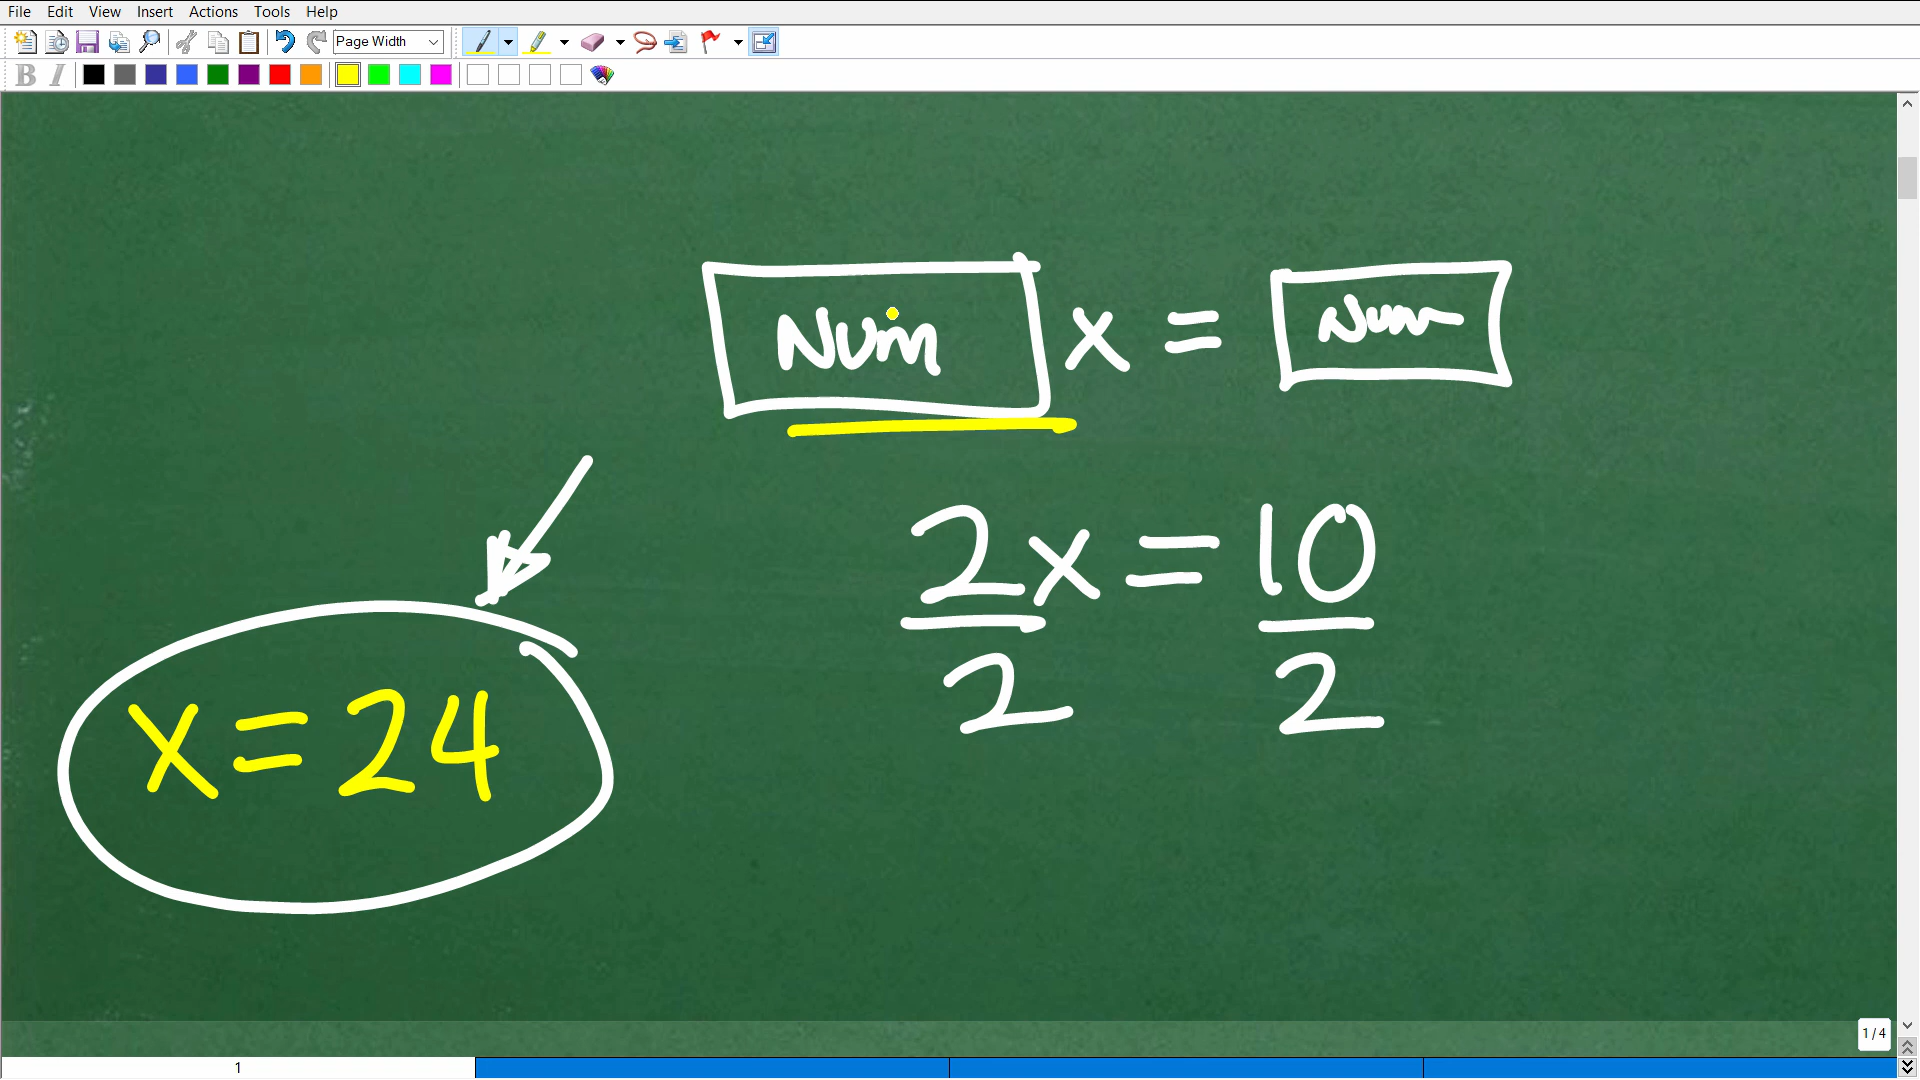 File Edit View Insert Actions Tools Help
Page Width
B I
Num x = Num
2x = 10
2 2
x = 24
1 / 4
1